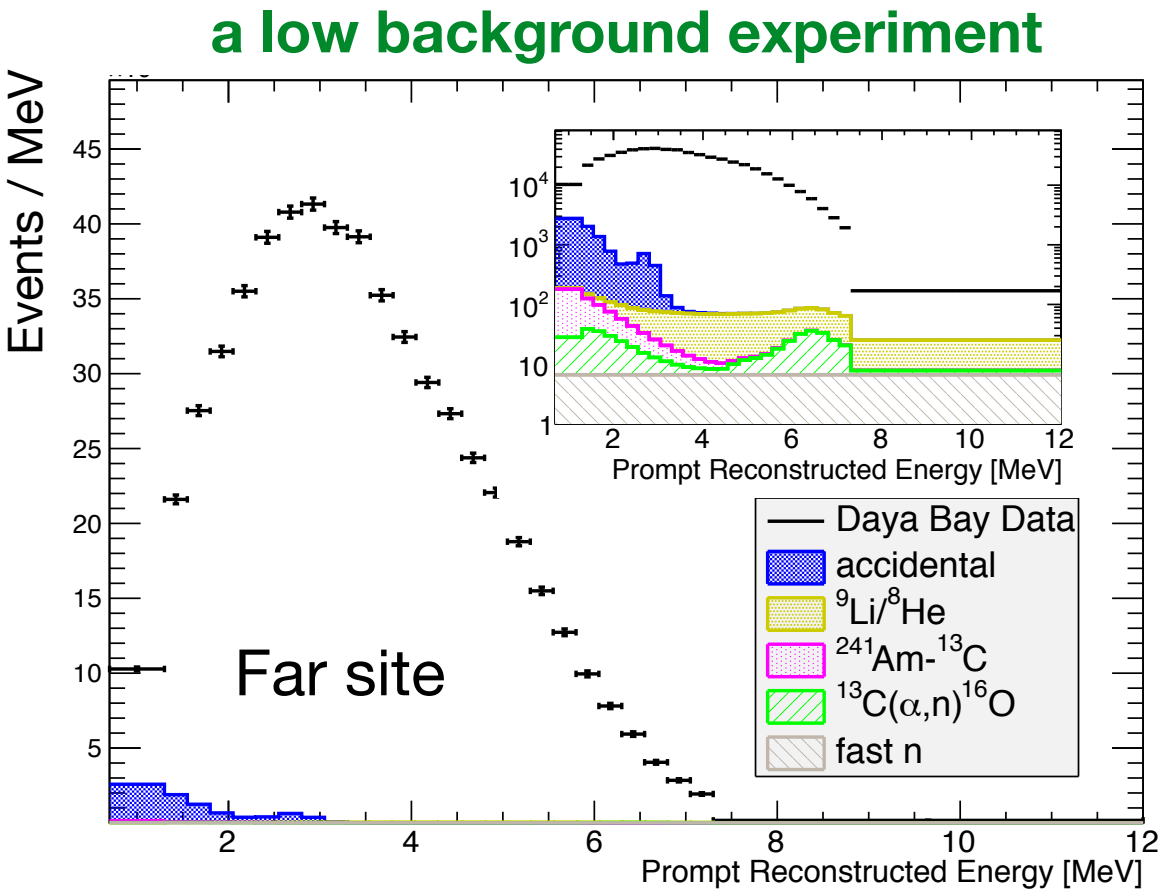 a low background experiment
Events / MeV
45
40
35
30
25
20
15
10
5
2
4
6
8
10
12
Prompt Reconstructed Energy [MeV]
Far site
10⁴
10³
10²
10
1
2
4
6
8
10
12
Prompt Reconstructed Energy [MeV]
Daya Bay Data
accidental
⁹Li/⁸He
²⁴¹Am-¹³C
¹³C(α,n)¹⁶O
fast n